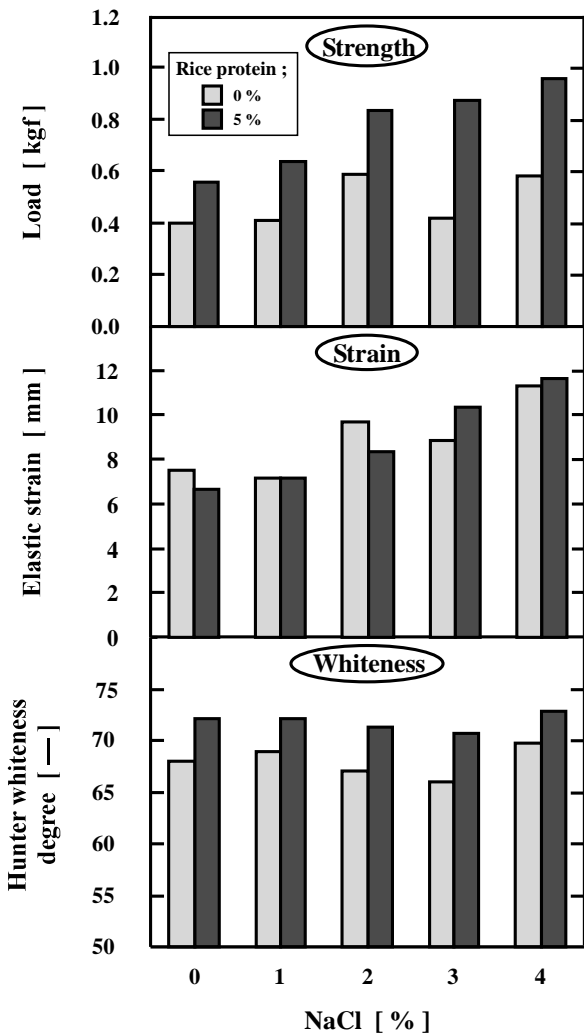 Strength
Rice protein ;
0 %
5 %
Load [ kgf ]
1.2
1.0
0.8
0.6
0.4
0.2
0.0
Strain
Elastic strain [ mm ]
12
10
8
6
4
2
0
Whiteness
Hunter whiteness
degree [ — ]
75
70
65
60
55
50
0 1 2 3 4
NaCl [ % ]